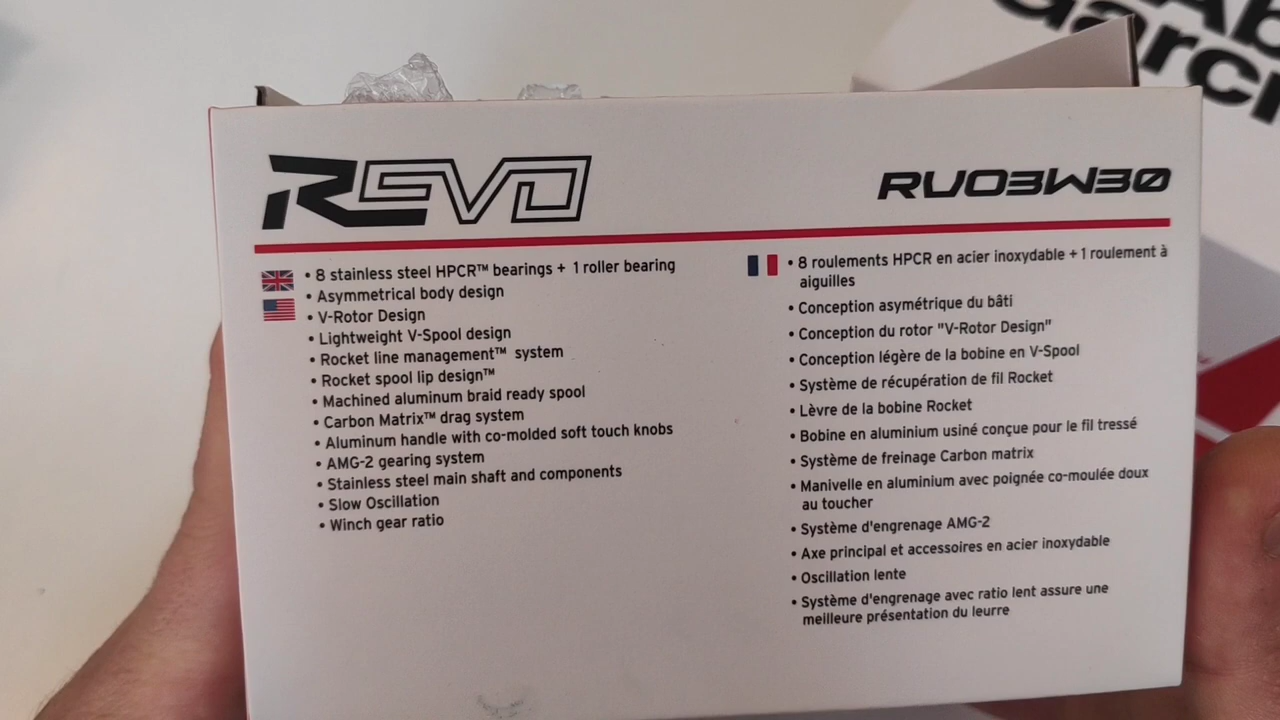 REVO
RVO3W30
• 8 stainless steel HPCR™ bearings + 1 roller bearing
• Asymmetrical body design
• V-Rotor Design
• Lightweight V-Spool design
• Rocket line management™ system
• Rocket spool lip design™
• Machined aluminum braid ready spool
• Carbon Matrix™ drag system
• Aluminum handle with co-molded soft touch knobs
• AMG-2 gearing system
• Stainless steel main shaft and components
• Slow Oscillation
• Winch gear ratio
• 8 roulements HPCR en acier inoxydable + 1 roulement à
aiguilles
• Conception asymétrique du bâti
• Conception du rotor "V-Rotor Design"
• Conception légère de la bobine en V-Spool
• Système de récupération de fil Rocket
• Lèvre de la bobine Rocket
• Bobine en aluminium usiné conçue pour le fil tressé
• Système de freinage Carbon matrix
• Manivelle en aluminium avec poignée co-moulée doux
au toucher
• Système d'engrenage AMG-2
• Axe principal et accessoires en acier inoxydable
• Oscillation lente
• Système d'engrenage avec ratio lent assure une
meilleure présentation du leurre